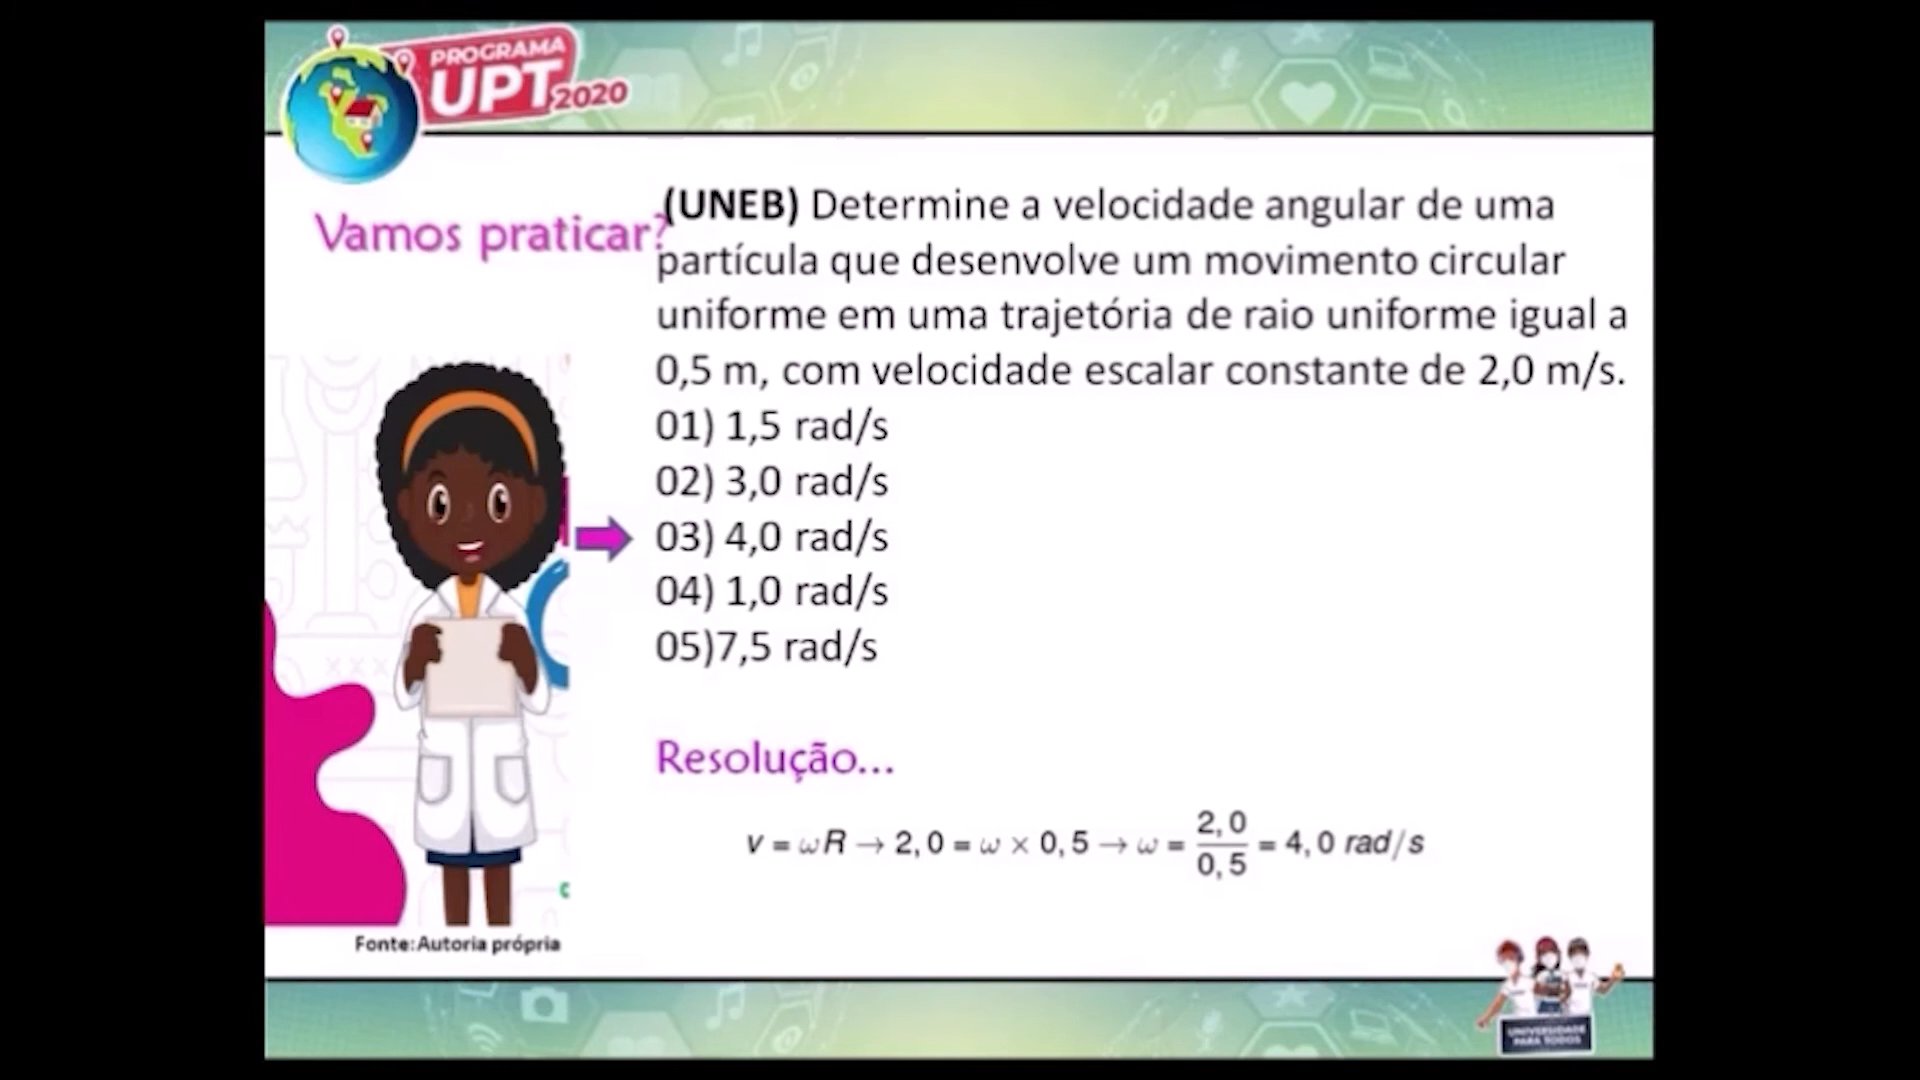 PROGRAMA
UPT 2020
Vamos praticar?
(UNEB) Determine a velocidade angular de uma
partícula que desenvolve um movimento circular
uniforme em uma trajetória de raio uniforme igual a
0,5 m, com velocidade escalar constante de 2,0 m/s.
01) 1,5 rad/s
02) 3,0 rad/s
03) 4,0 rad/s
04) 1,0 rad/s
05)7,5 rad/s
Resolução...
v = ωR → 2,0 = ω × 0,5 → ω = 2,0/0,5 = 4,0 rad/s
Fonte:Autoria própria
UNIVERSIDADE
PARA TODOS